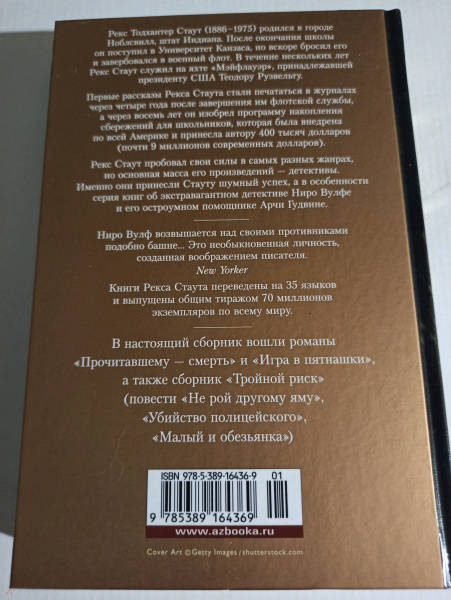 Рекс Тодхантер Стаут (1886–1975) родился в городе
Ноблсвилл, штат Индиана. После окончания школы
он поступил в Университет Канзаса, но вскоре бросил его
и завербовался в военный флот. В течение нескольких лет
Рекс Стаут служил на яхте «Мэйфлауэр», принадлежавшей
президенту США Теодору Рузвельту.
Первые рассказы Рекса Стаута стали печататься в журналах
через четыре года после завершения им флотской службы,
а через восемь лет он изобрел программу накопления
сбережений для школьников, которая была внедрена
по всей Америке и принесла автору 400 тысяч долларов
(почти 9 миллионов современных долларов).
Рекс Стаут пробовал свои силы в самых разных жанрах,
но основная масса его произведений — детективы.
Именно они принесли Стауту шумный успех, а в особенности
серия книг об экстравагантном детективе Ниро Вулфе
и его остроумном помощнике Арчи Гудвине.
Ниро Вулф возвышается над своими противниками
подобно башне... Это необыкновенная личность,
созданная воображением писателя.
New Yorker
Книги Рекса Стаута переведены на 35 языков
и выпущены общим тиражом 70 миллионов
экземпляров по всему миру.
В настоящий сборник вошли романы
«Прочитавшему — смерть» и «Игра в пятнашки»,
а также сборник «Тройной риск»
(повести «Не рой другому яму»,
«Убийство полицейского»,
«Малый и обезьянка»)
ISBN 978-5-389-16436-9 01
9 785389 164369
www.azbooka.ru
Cover Art © Getty Images / shutterstock.com